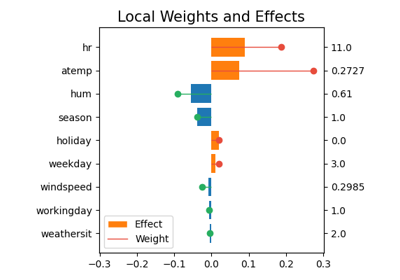 Local Weights and Effects
hr 11.0
atemp 0.2727
hum 0.61
season 1.0
holiday 0.0
weekday 3.0
windspeed 0.2985
workingday 1.0
weathersit 2.0
Effect
Weight
−0.3 −0.2 −0.1 0.0 0.1 0.2 0.3